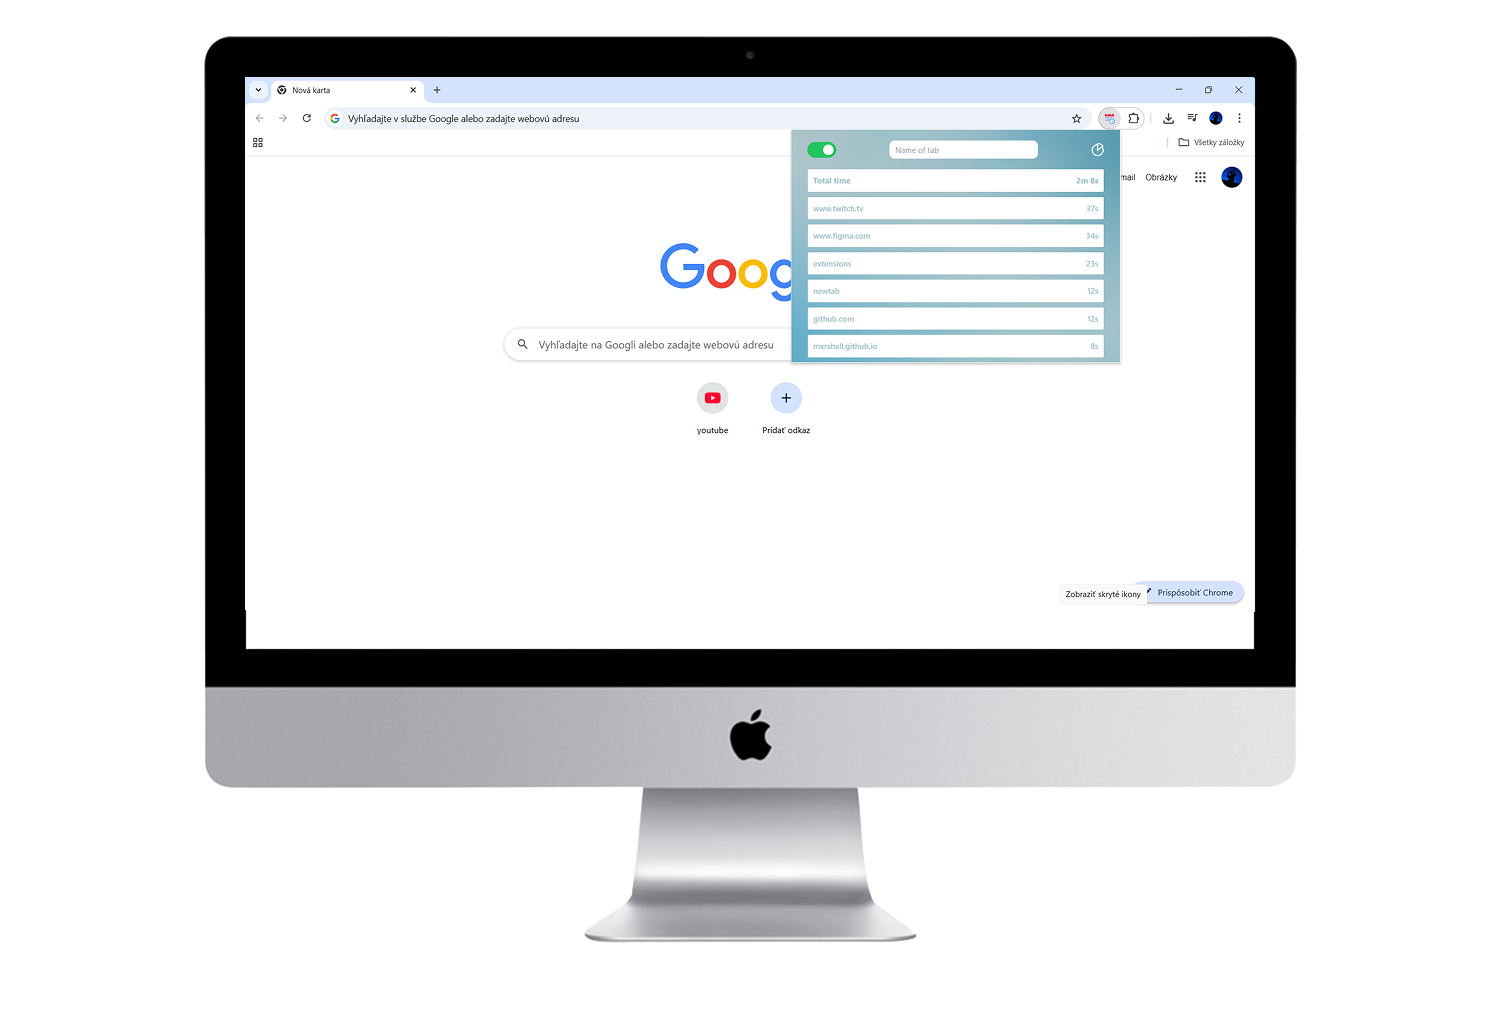 Nová karta
Vyhľadajte v službe Google alebo zadajte webovú adresu
Všetky záložky
Name of tab
Total time 2m 8s
mail Obrázky
www.twitch.tv 37s
www.figma.com 34s
extensions 23s
newtab 12s
github.com 12s
mxrshall.github.io 8s
Goog
Vyhľadajte na Googli alebo zadajte webovú adresu
youtube
Pridať odkaz
Zobraziť skryté ikony
Prispôsobiť Chrome